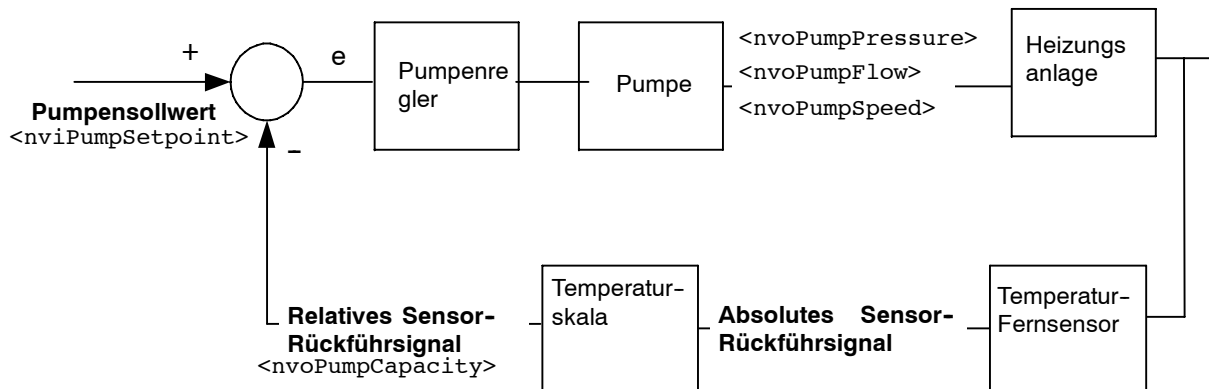 +
e
Pumpensollwert
<nviPumpSetpoint>
−
Pumpenre
gler
Pumpe
<nvoPumpPressure>
<nvoPumpFlow>
<nvoPumpSpeed>
Heizungs
anlage
Relatives Sensor-
Rückführsignal
<nvoPumpCapacity>
Temperatur-
skala
Absolutes Sensor-
Rückführsignal
Temperatur-
Fernsensor